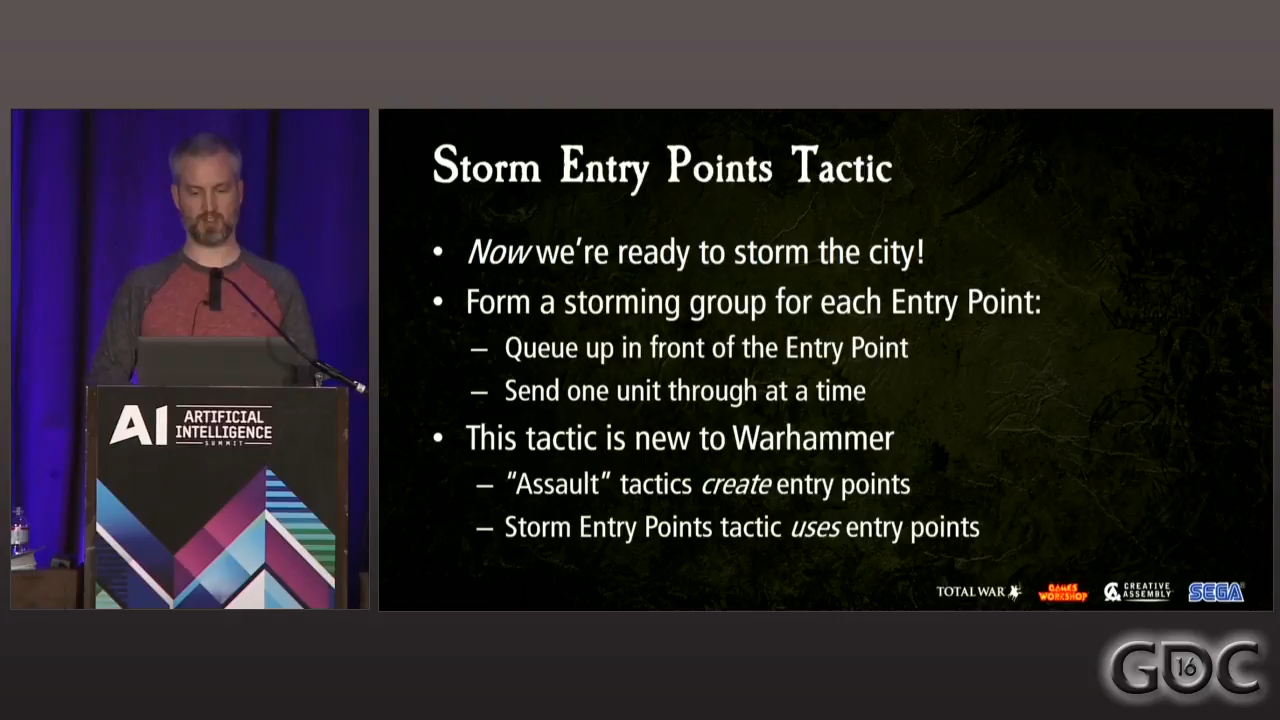 Storm Entry Points Tactic
• Now we're ready to storm the city!
• Form a storming group for each Entry Point:
– Queue up in front of the Entry Point
– Send one unit through at a time
• This tactic is new to Warhammer
– "Assault" tactics create entry points
– Storm Entry Points tactic uses entry points
AI ARTIFICIAL
INTELLIGENCE
SUMMIT
TOTAL WAR
GAMES
WORKSHOP
CREATIVE
ASSEMBLY
SEGA
GDC
16